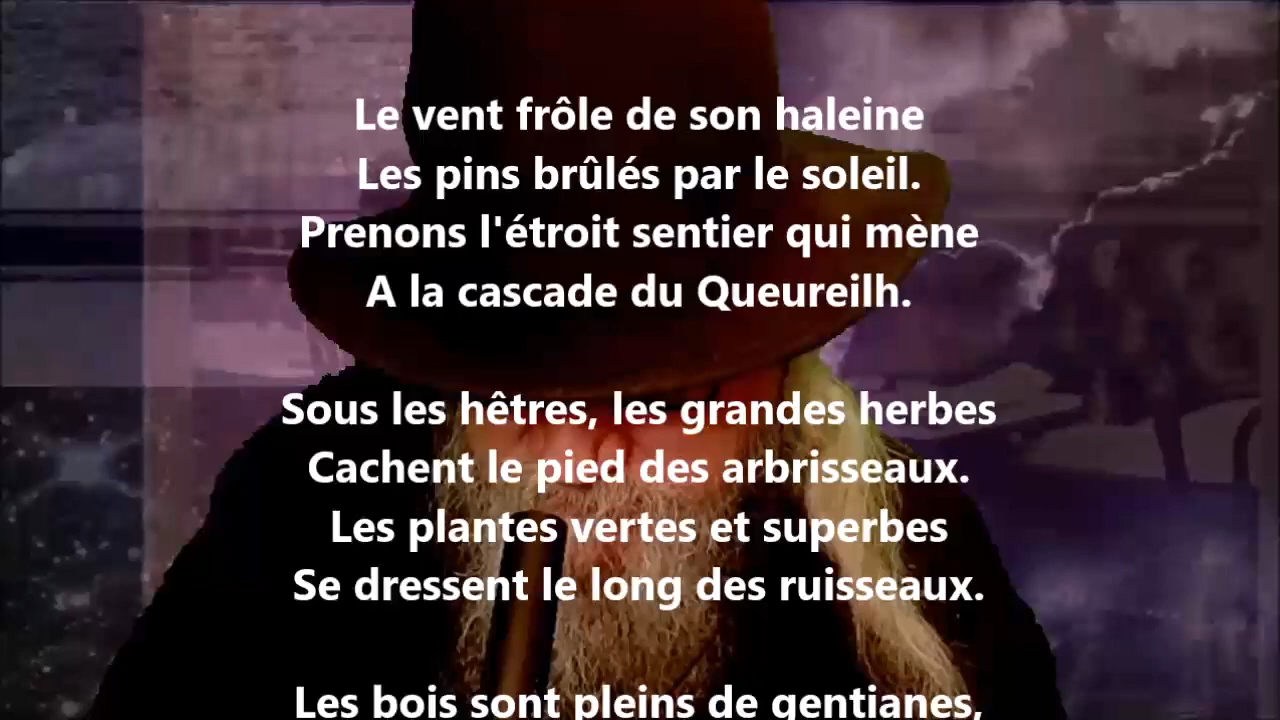 Le vent frôle de son haleine
Les pins brûlés par le soleil.
Prenons l'étroit sentier qui mène
A la cascade du Queureilh.
Sous les hêtres, les grandes herbes
Cachent le pied des arbrisseaux.
Les plantes vertes et superbes
Se dressent le long des ruisseaux.
Les bois sont pleins de gentianes,